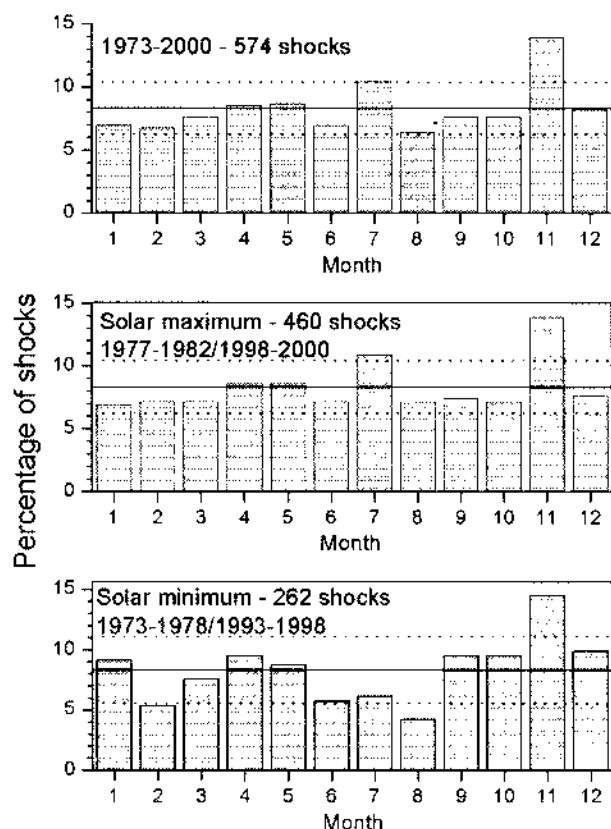 Percentage of shocks
15
10
5
0
1973-2000 - 574 shocks
1 2 3 4 5 6 7 8 9 10 11 12
Month
15
10
5
0
Solar maximum - 460 shocks
1977-1982/1998-2000
1 2 3 4 5 6 7 8 9 10 11 12
Month
15
10
5
0
Solar minimum - 262 shocks
1973-1978/1993-1998
1 2 3 4 5 6 7 8 9 10 11 12
Month